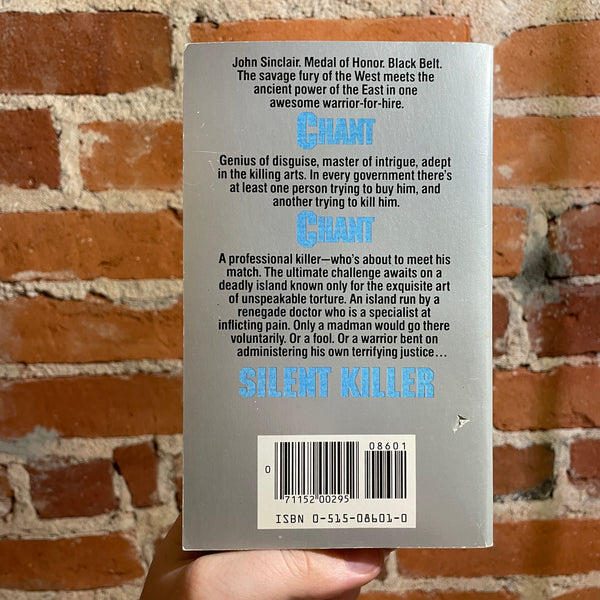 John Sinclair. Medal of Honor. Black Belt.
The savage fury of the West meets the
ancient power of the East in one
awesome warrior-for-hire.
CHANT
Genius of disguise, master of intrigue, adept
in the killing arts. In every government there's
at least one person trying to buy him, and
another trying to kill him.
CHANT
A professional killer—who's about to meet his
match. The ultimate challenge awaits on a
deadly island known only for the exquisite art
of unspeakable torture. An island run by a
renegade doctor who is a specialist at
inflicting pain. Only a madman would go there
voluntarily. Or a fool. Or a warrior bent on
administering his own terrifying justice...
SILENT KILLER
08601
0
71152 00295
ISBN 0-515-08601-0